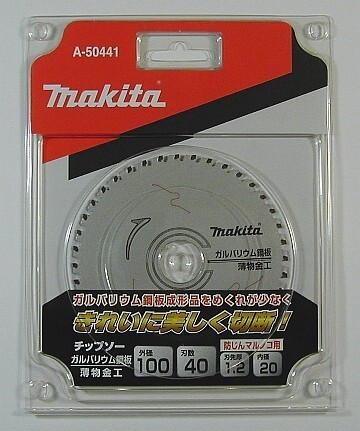 A-50441
makita
makita
ガルバリウム鋼板
薄物金工
ガルバリウム鋼板成形品をめくれが少なく
きれいに美しく切断!
チップソー
ガルバリウム鋼板
薄物金工
防じんマルノコ用
外径 刃数 刃先厚 内径
100 40 1.2 20